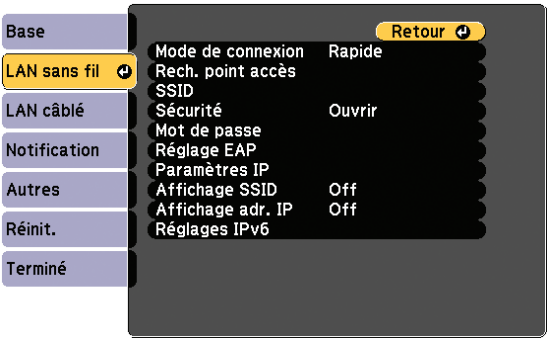 Base
LAN sans fil
LAN câblé
Notification
Autres
Réinit.
Terminé
Retour
Mode de connexion Rapide
Rech. point accès
SSID
Sécurité Ouvrir
Mot de passe
Réglage EAP
Paramètres IP
Affichage SSID Off
Affichage adr. IP Off
Réglages IPv6